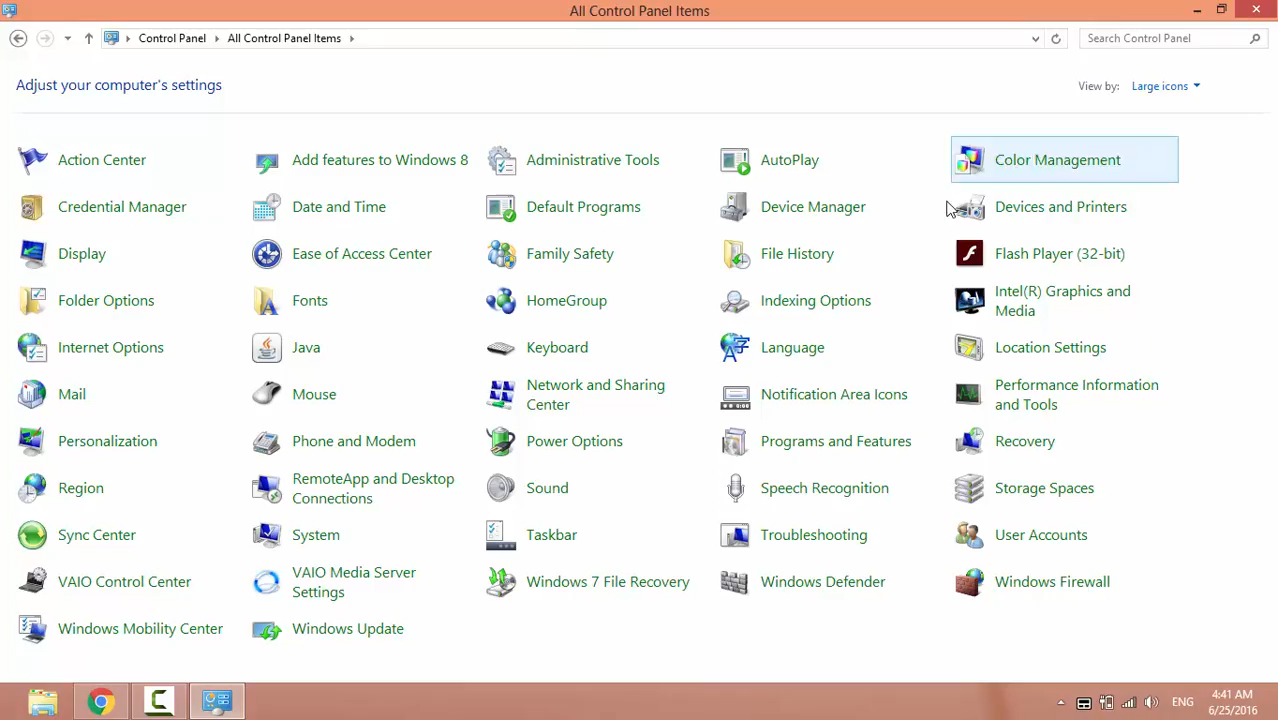 All Control Panel Items
Control Panel All Control Panel Items
Search Control Panel
Adjust your computer's settings
View by: Large icons
Action Center
Add features to Windows 8
Administrative Tools
AutoPlay
Color Management
Credential Manager
Date and Time
Default Programs
Device Manager
Devices and Printers
Display
Ease of Access Center
Family Safety
File History
Flash Player (32-bit)
Folder Options
Fonts
HomeGroup
Indexing Options
Intel(R) Graphics and
Media
Internet Options
Java
Keyboard
Language
Location Settings
Mail
Mouse
Network and Sharing
Center
Notification Area Icons
Performance Information
and Tools
Personalization
Phone and Modem
Power Options
Programs and Features
Recovery
Region
RemoteApp and Desktop
Connections
Sound
Speech Recognition
Storage Spaces
Sync Center
System
Taskbar
Troubleshooting
User Accounts
VAIO Control Center
VAIO Media Server
Settings
Windows 7 File Recovery
Windows Defender
Windows Firewall
Windows Mobility Center
Windows Update
ENG
4:41 AM
6/25/2016